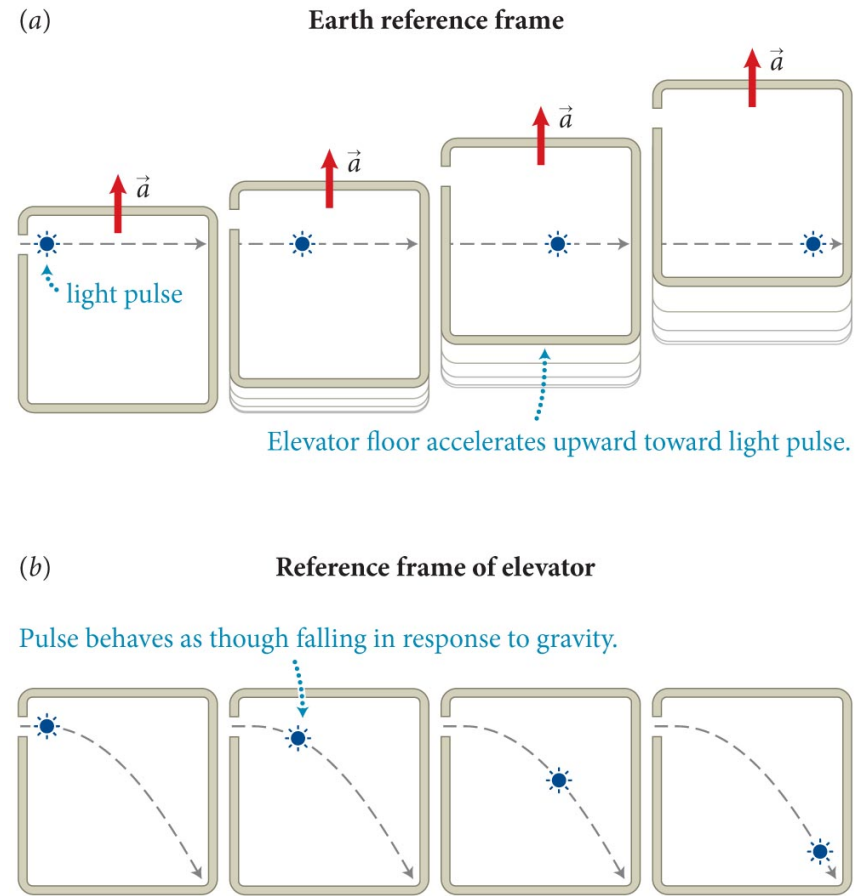 (a) Earth reference frame
a⃗
a⃗
a⃗
a⃗
light pulse
Elevator floor accelerates upward toward light pulse.
(b) Reference frame of elevator
Pulse behaves as though falling in response to gravity.